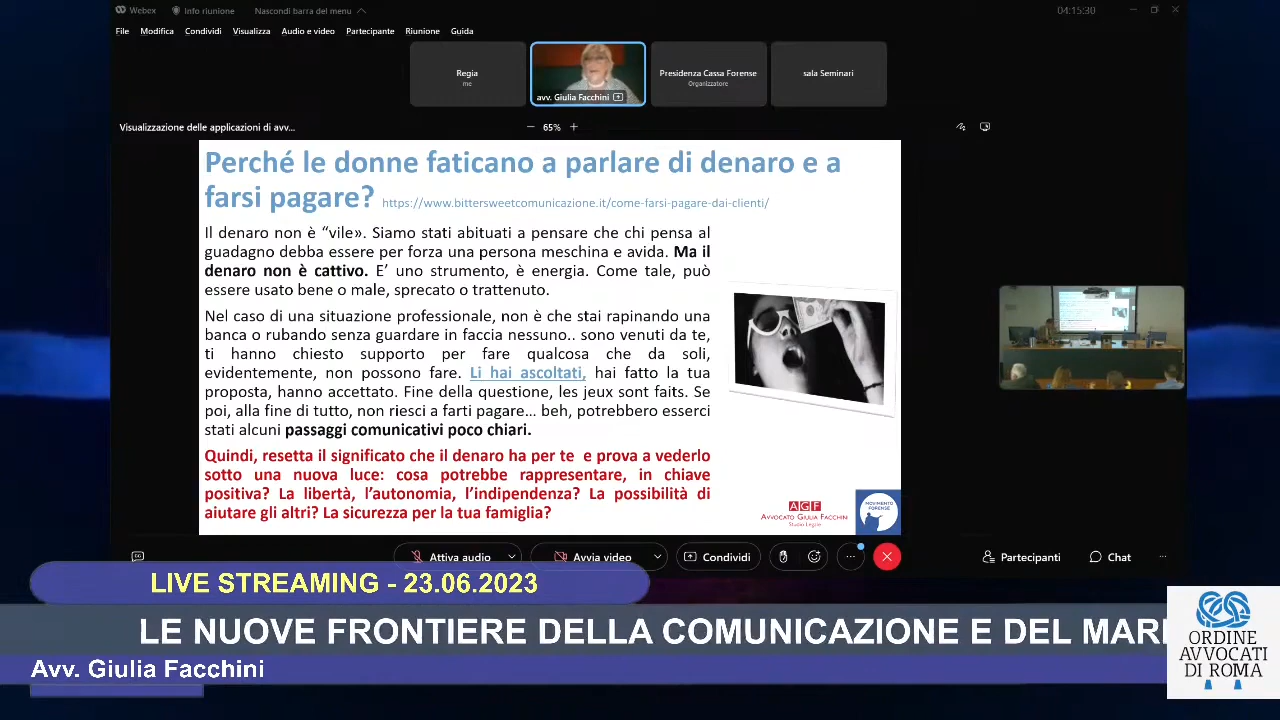 Webex
Info riunione
Nascondi barra del menu
04:15:30
File
Modifica
Condividi
Visualizza
Audio e video
Partecipante
Riunione
Guida
Regia
me
avv. Giulia Facchini
Presidenza Cassa Forense
Organizzatore
sala Seminari
Visualizzazione delle applicazioni di avv...
65%
Perché le donne faticano a parlare di denaro e a
farsi pagare? https://www.bittersweetcomunicazione.it/come-farsi-pagare-dai-clienti/
Il denaro non è “vile». Siamo stati abituati a pensare che chi pensa al
guadagno debba essere per forza una persona meschina e avida. Ma il
denaro non è cattivo. E’ uno strumento, è energia. Come tale, può
essere usato bene o male, sprecato o trattenuto.
Nel caso di una situazione professionale, non è che stai rapinando una
banca o rubando senza guardare in faccia nessuno.. sono venuti da te,
ti hanno chiesto supporto per fare qualcosa che da soli,
evidentemente, non possono fare. Li hai ascoltati, hai fatto la tua
proposta, hanno accettato. Fine della questione, les jeux sont faits. Se
poi, alla fine di tutto, non riesci a farti pagare… beh, potrebbero esserci
stati alcuni passaggi comunicativi poco chiari.
Quindi, resetta il significato che il denaro ha per te e prova a vederlo
sotto una nuova luce: cosa potrebbe rappresentare, in chiave
positiva? La libertà, l’autonomia, l’indipendenza? La possibilità di
aiutare gli altri? La sicurezza per la tua famiglia?
AGF
AVVOCATO GIULIA FACCHINI
Studio Legale
MOVIMENTO
FORENSE
Attiva audio
Avvia video
Condividi
Partecipanti
Chat
LIVE STREAMING - 23.06.2023
LE NUOVE FRONTIERE DELLA COMUNICAZIONE E DEL MAR
Avv. Giulia Facchini
ORDINE
AVVOCATI
DI ROMA